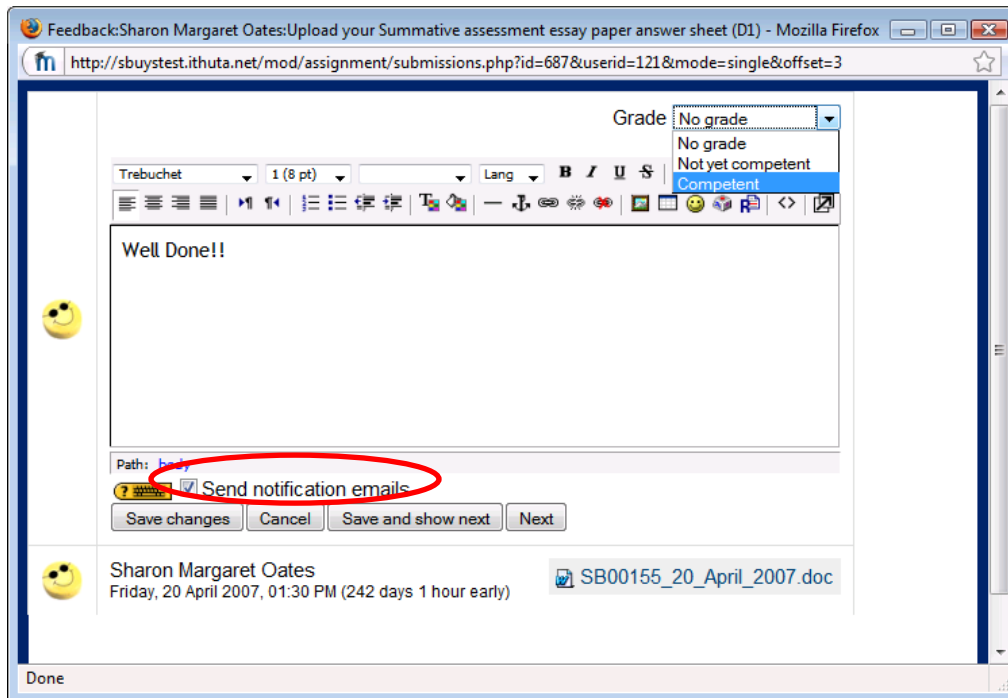 Feedback:Sharon Margaret Oates:Upload your Summative assessment essay paper answer sheet (D1) - Mozilla Firefox
http://sbuystest.ithuta.net/mod/assignment/submissions.php?id=687&userid=121&mode=single&offset=3
Grade No grade
No grade
Not yet competent
Competent
Trebuchet 1 (8 pt) Lang B I U S
Well Done!!
Path: body
? Send notification emails
Save changes Cancel Save and show next Next
Sharon Margaret Oates SB00155_20_April_2007.doc
Friday, 20 April 2007, 01:30 PM (242 days 1 hour early)
Done